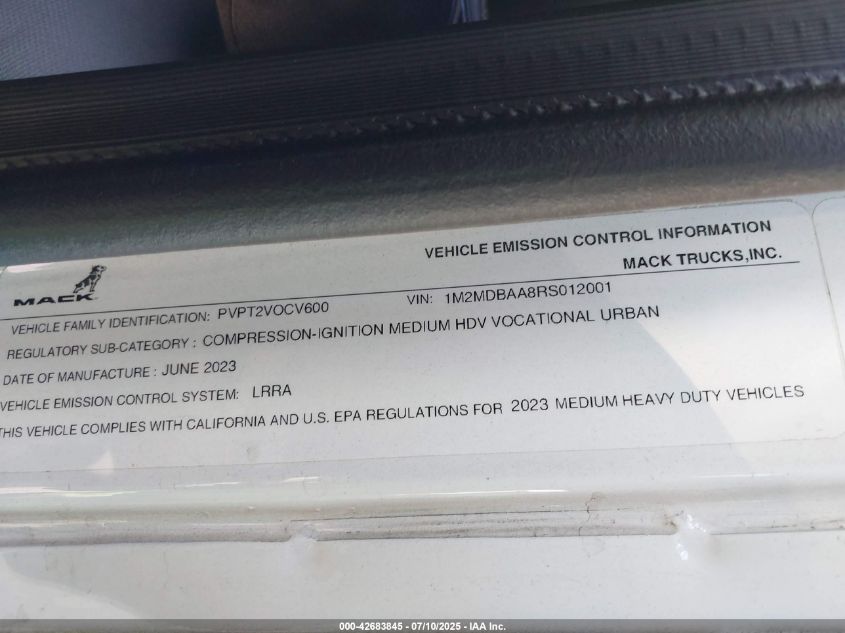 VEHICLE EMISSION CONTROL INFORMATION
MACK
MACK TRUCKS,INC.
VEHICLE FAMILY IDENTIFICATION: PVPT2VOCV600 VIN: 1M2MDBAA8RS012001
REGULATORY SUB-CATEGORY : COMPRESSION-IGNITION MEDIUM HDV VOCATIONAL URBAN
DATE OF MANUFACTURE : JUNE 2023
VEHICLE EMISSION CONTROL SYSTEM: LRRA
THIS VEHICLE COMPLIES WITH CALIFORNIA AND U.S. EPA REGULATIONS FOR 2023 MEDIUM HEAVY DUTY VEHICLES
000-42683845 - 07/10/2025 - IAA Inc.